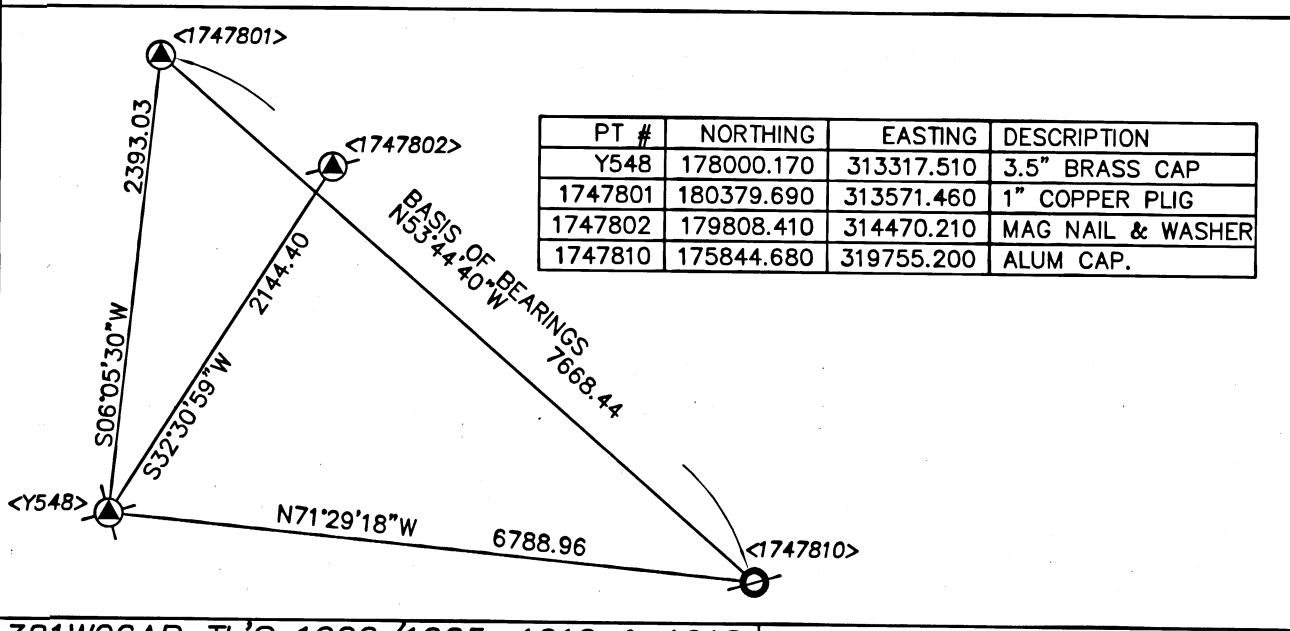 <1747801>
2393.03
<1747802>
PT # NORTHING EASTING DESCRIPTION
Y548 178000.170 313317.510 3.5" BRASS CAP
1747801 180379.690 313571.460 1" COPPER PLIG
1747802 179808.410 314470.210 MAG NAIL & WASHER
1747810 175844.680 319755.200 ALUM CAP.
BASIS OF BEARINGS
N53°44'40"W 7668.44
2144.40
S06°05'30"W
S32°30'59"W
<Y548>
N71°29'18"W 6788.96
<1747810>